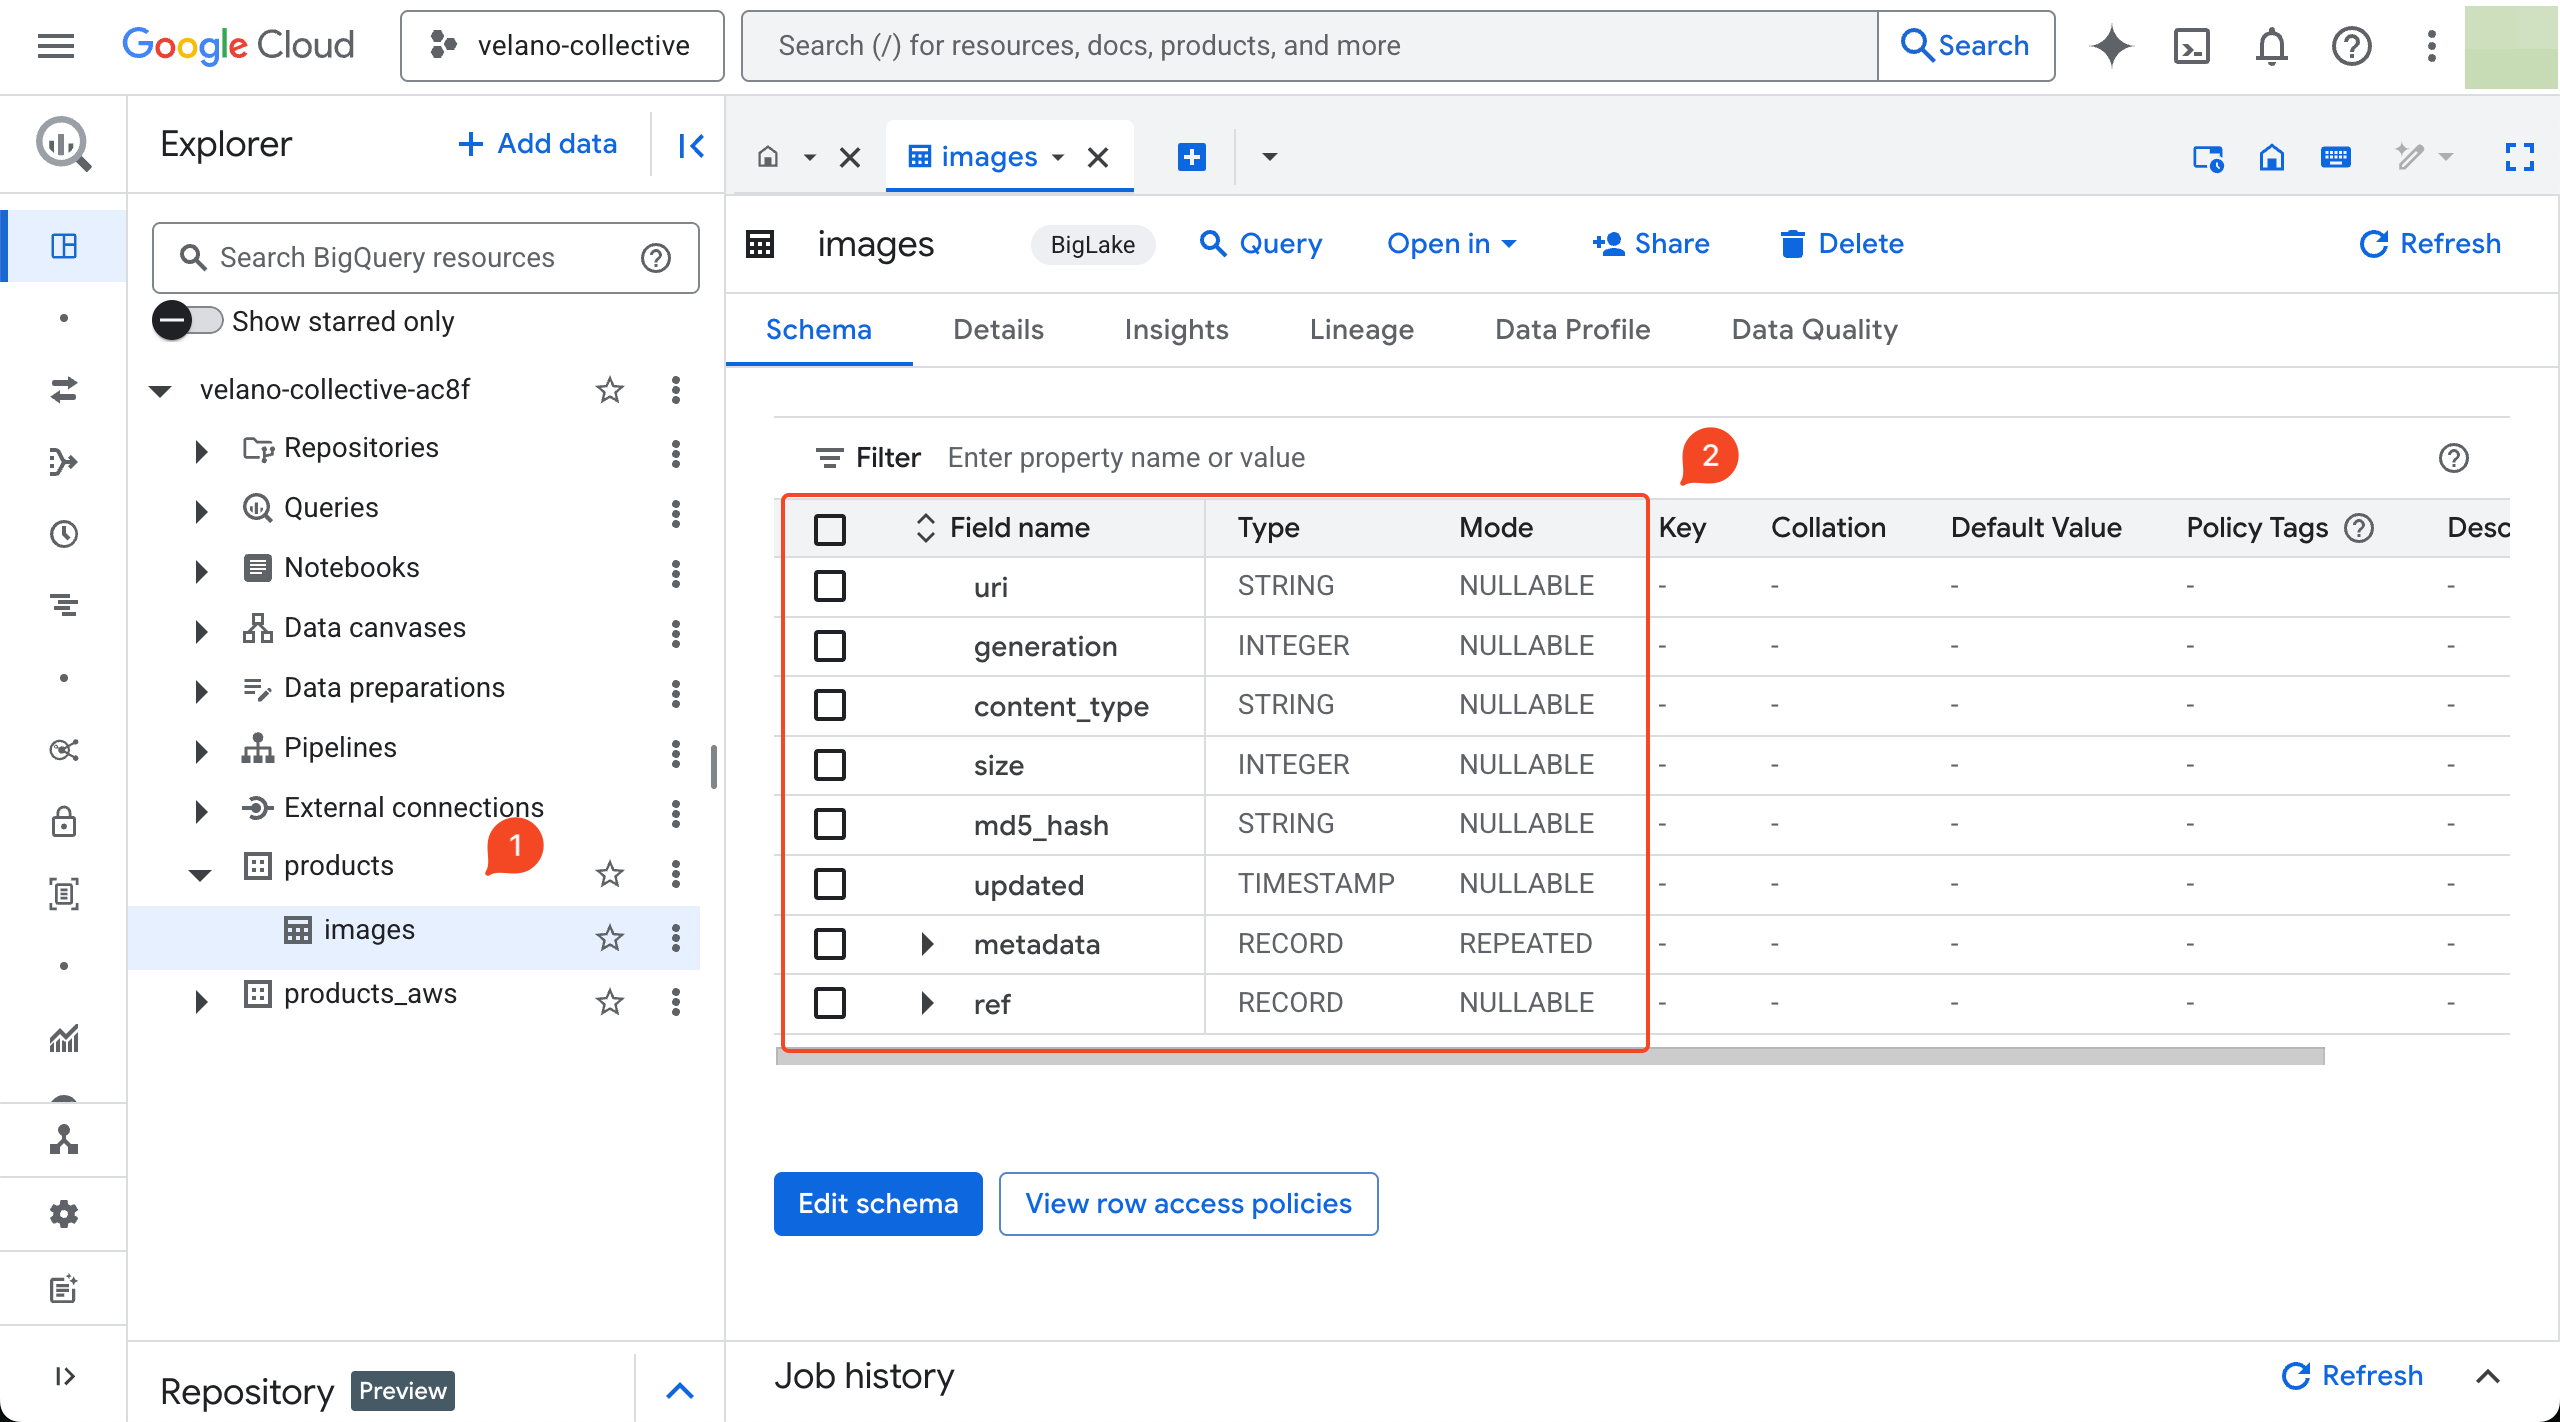 Google Cloud
velano-collective
Search (/) for resources, docs, products, and more
Search
Explorer
Add data
Search BigQuery resources
Show starred only
velano-collective-ac8f
Repositories
Queries
Notebooks
Data canvases
Data preparations
Pipelines
External connections
1
products
images
products_aws
Repository Preview
images
images
BigLake
Query
Open in
Share
Delete
Refresh
Schema Details Insights Lineage Data Profile Data Quality
Filter Enter property name or value
2
Field name Type Mode Key Collation Default Value Policy Tags Desc
uri STRING NULLABLE - - - - -
generation INTEGER NULLABLE - - - - -
content_type STRING NULLABLE - - - - -
size INTEGER NULLABLE - - - - -
md5_hash STRING NULLABLE - - - - -
updated TIMESTAMP NULLABLE - - - - -
metadata RECORD REPEATED - - - - -
ref RECORD NULLABLE - - - - -
Edit schema
View row access policies
Job history
Refresh